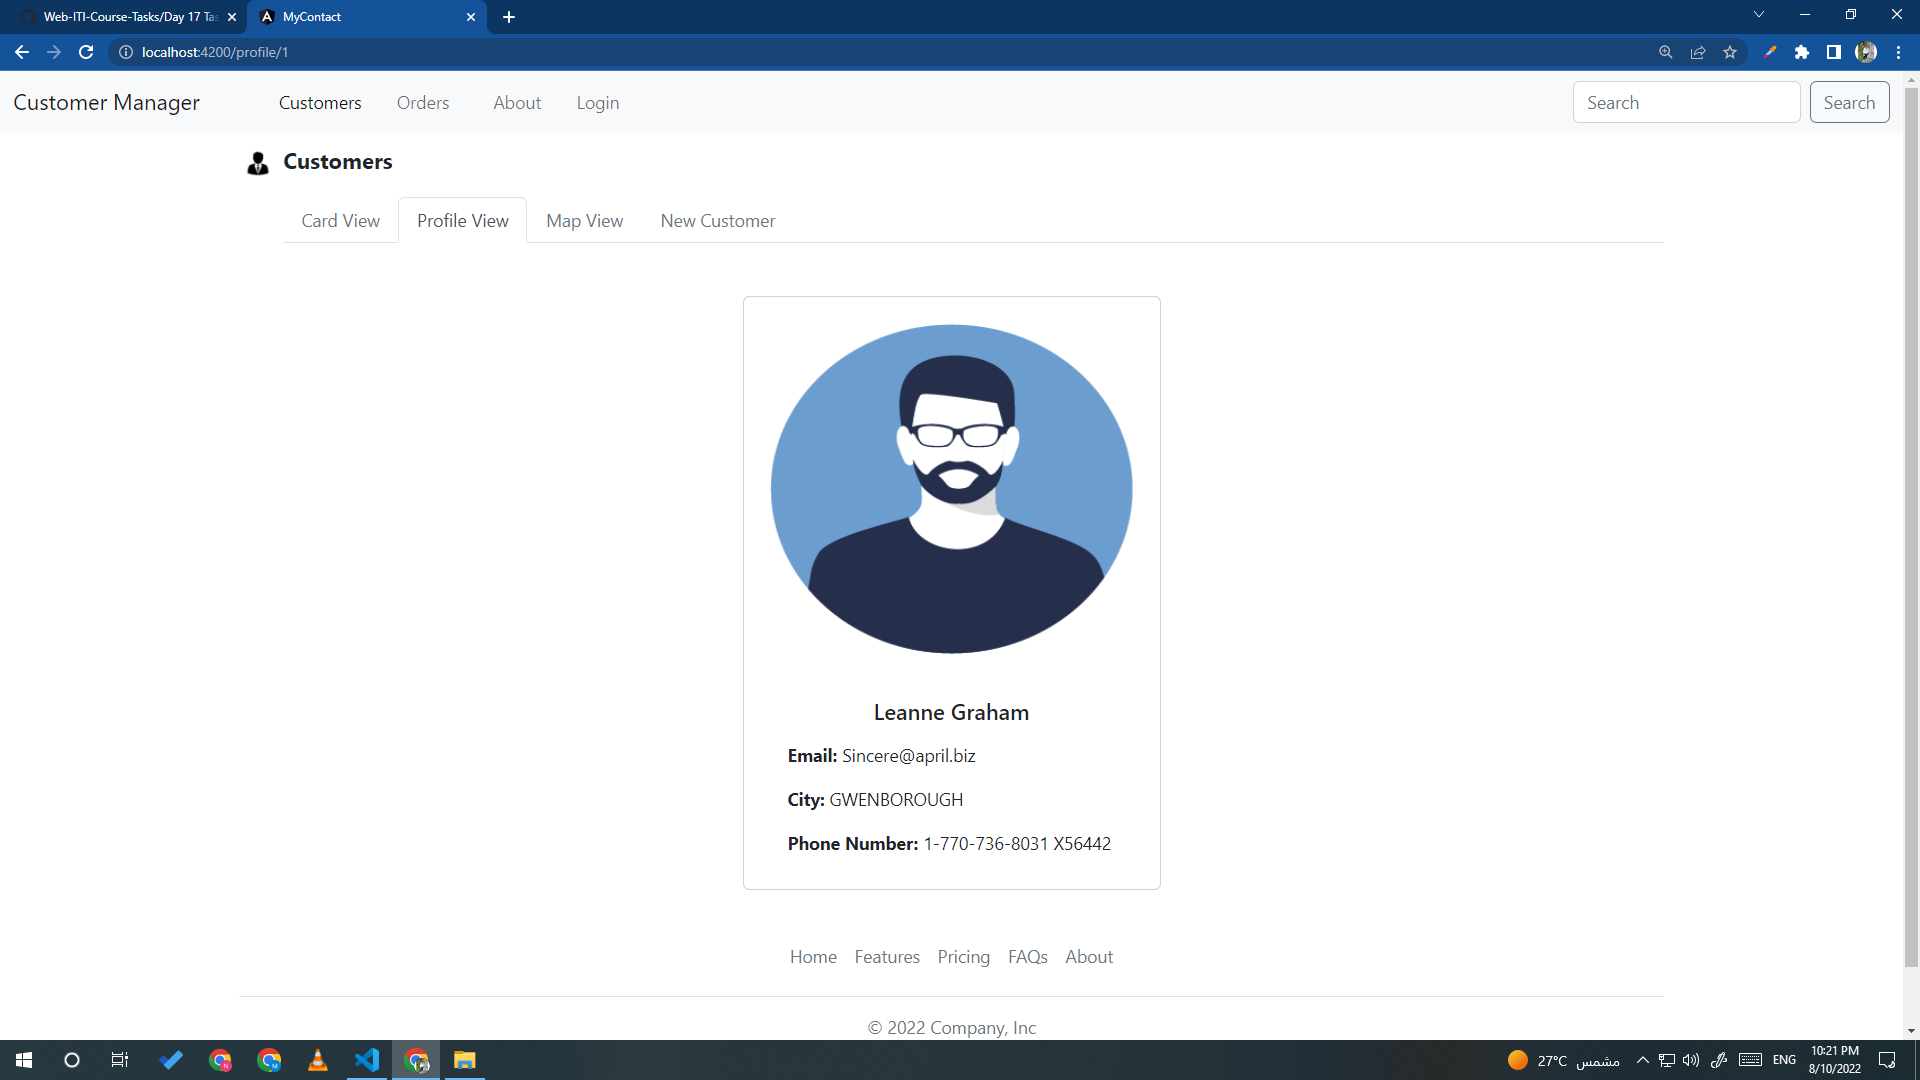 Web-ITI-Course-Tasks/Day 17 Tas
MyContact
localhost:4200/profile/1
Customer Manager Customers Orders About Login Search Search
Customers
Card View Profile View Map View New Customer
Leanne Graham
Email: Sincere@april.biz
City: GWENBOROUGH
Phone Number: 1-770-736-8031 X56442
Home Features Pricing FAQs About
© 2022 Company, Inc
27°C مشمس ENG 10:21 PM
8/10/2022